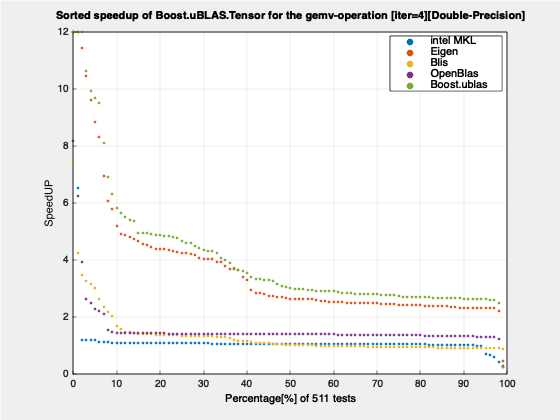 Sorted speedup of Boost.uBLAS.Tensor for the gemv-operation [iter=4][Double-Precision]
12
10
8
6
4
2
0
SpeedUP
intel MKL
Eigen
Blis
OpenBlas
Boost.ublas
0 10 20 30 40 50 60 70 80 90 100
Percentage[%] of 511 tests